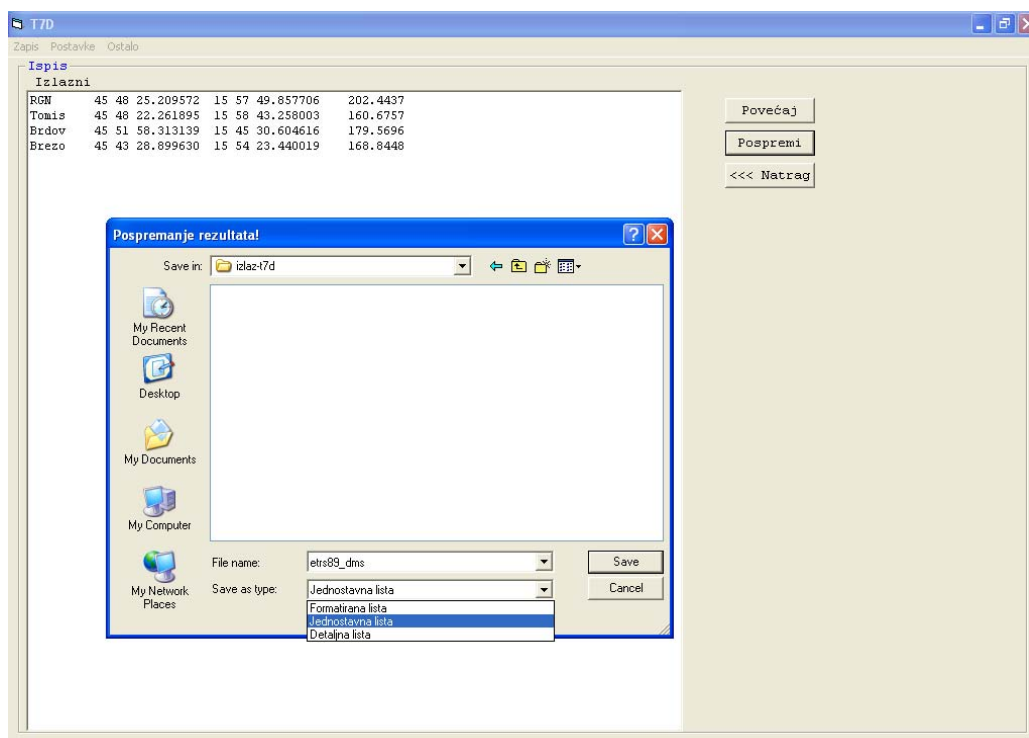 T7D
Zapis Postavke Ostalo
Ispis
Izlazni
RGN 45 48 25.209572 15 57 49.857706 202.4437
Tomis 45 48 22.261895 15 58 43.258003 160.6757
Brdov 45 51 58.313139 15 45 30.604616 179.5696
Brezo 45 43 28.899630 15 54 23.440019 168.8448
Povećaj
Pospremi
<<< Natrag
Pospremanje rezultata!
Save in: izlaz-t7d
My Recent Documents
Desktop
My Documents
My Computer
My Network Places
File name: etrs89_dms
Save
Save as type: Jednostavna lista
Cancel
Formatirana lista
Jednostavna lista
Detaljna lista